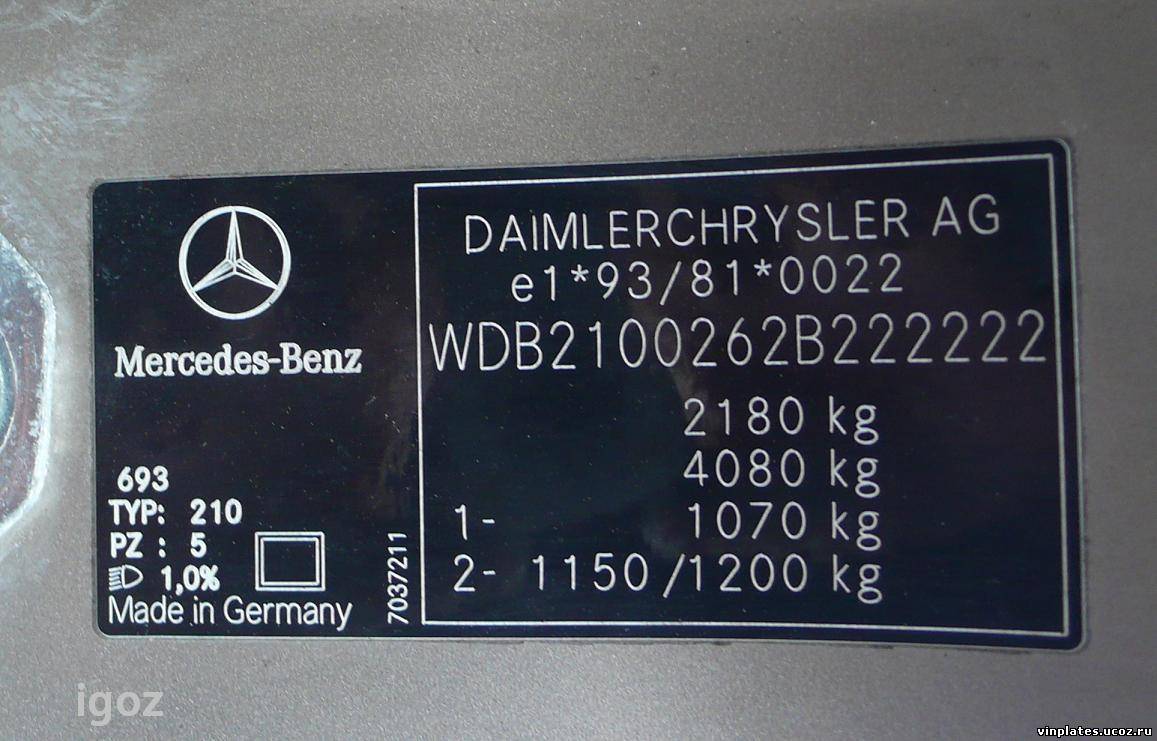 Mercedes-Benz
693
TYP: 210
PZ : 5
1,0%
Made in Germany
7037211
DAIMLERCHRYSLER AG
e1*93/81*0022
WDB2100262B222222
2180 kg
4080 kg
1- 1070 kg
2- 1150/1200 kg
igoz
vinplates.ucoz.ru